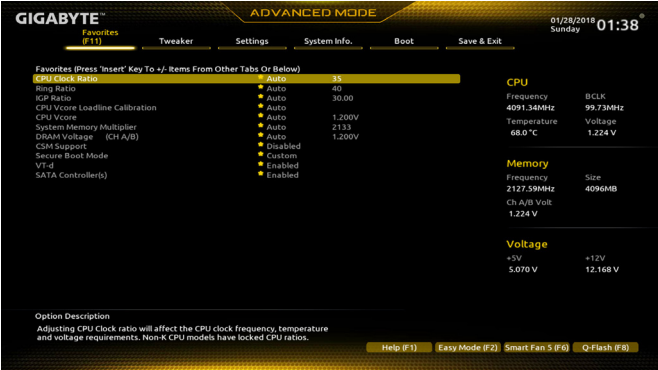 GIGABYTE™
ADVANCED MODE
01/28/2018
Sunday
01:38
Favorites
(F11)
Tweaker
Settings
System Info.
Boot
Save & Exit
Favorites (Press 'Insert' Key To +/- Items From Other Tabs Or Below)
CPU Clock Ratio ★ Auto 35
Ring Ratio ★ Auto 40
IGP Ratio ★ Auto 30.00
CPU Vcore Loadline Calibration ★ Auto
CPU Vcore ★ Auto 1.200V
System Memory Multiplier ★ Auto 2133
DRAM Voltage (CH A/B) ★ Auto 1.200V
CSM Support ★ Disabled
Secure Boot Mode ★ Custom
VT-d ★ Enabled
SATA Controller(s) ★ Enabled
CPU
Frequency BCLK
4091.34MHz 99.73MHz
Temperature Voltage
68.0 °C 1.224 V
Memory
Frequency Size
2127.59MHz 4096MB
Ch A/B Volt
1.224 V
Voltage
+5V +12V
5.070 V 12.168 V
Option Description
Adjusting CPU Clock ratio will affect the CPU clock frequency, temperature
and voltage requirements. Non-K CPU models have locked CPU ratios.
Help (F1) Easy Mode (F2) Smart Fan 5 (F6) Q-Flash (F8)